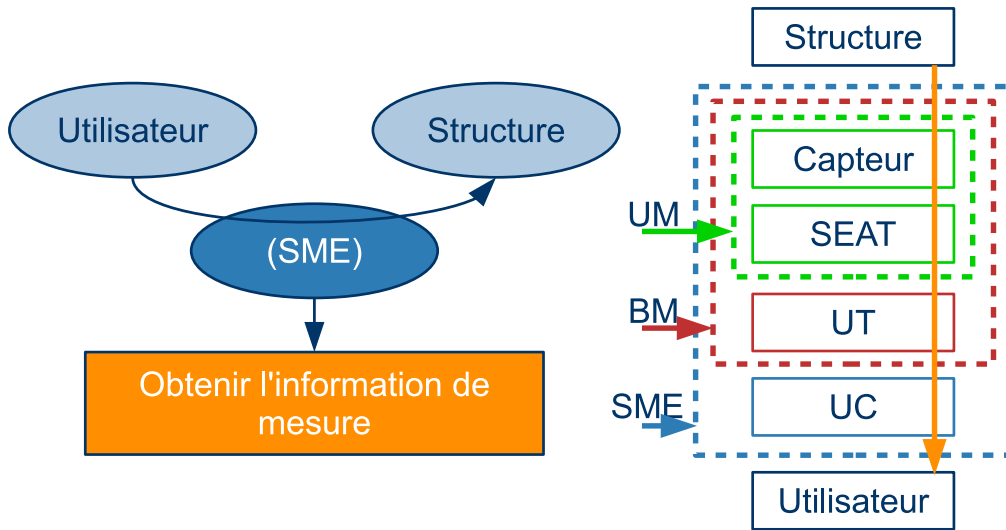 Utilisateur
Structure
(SME)
Obtenir l'information de
mesure
Structure
Capteur
UM
SEAT
BM
UT
SME
UC
Utilisateur